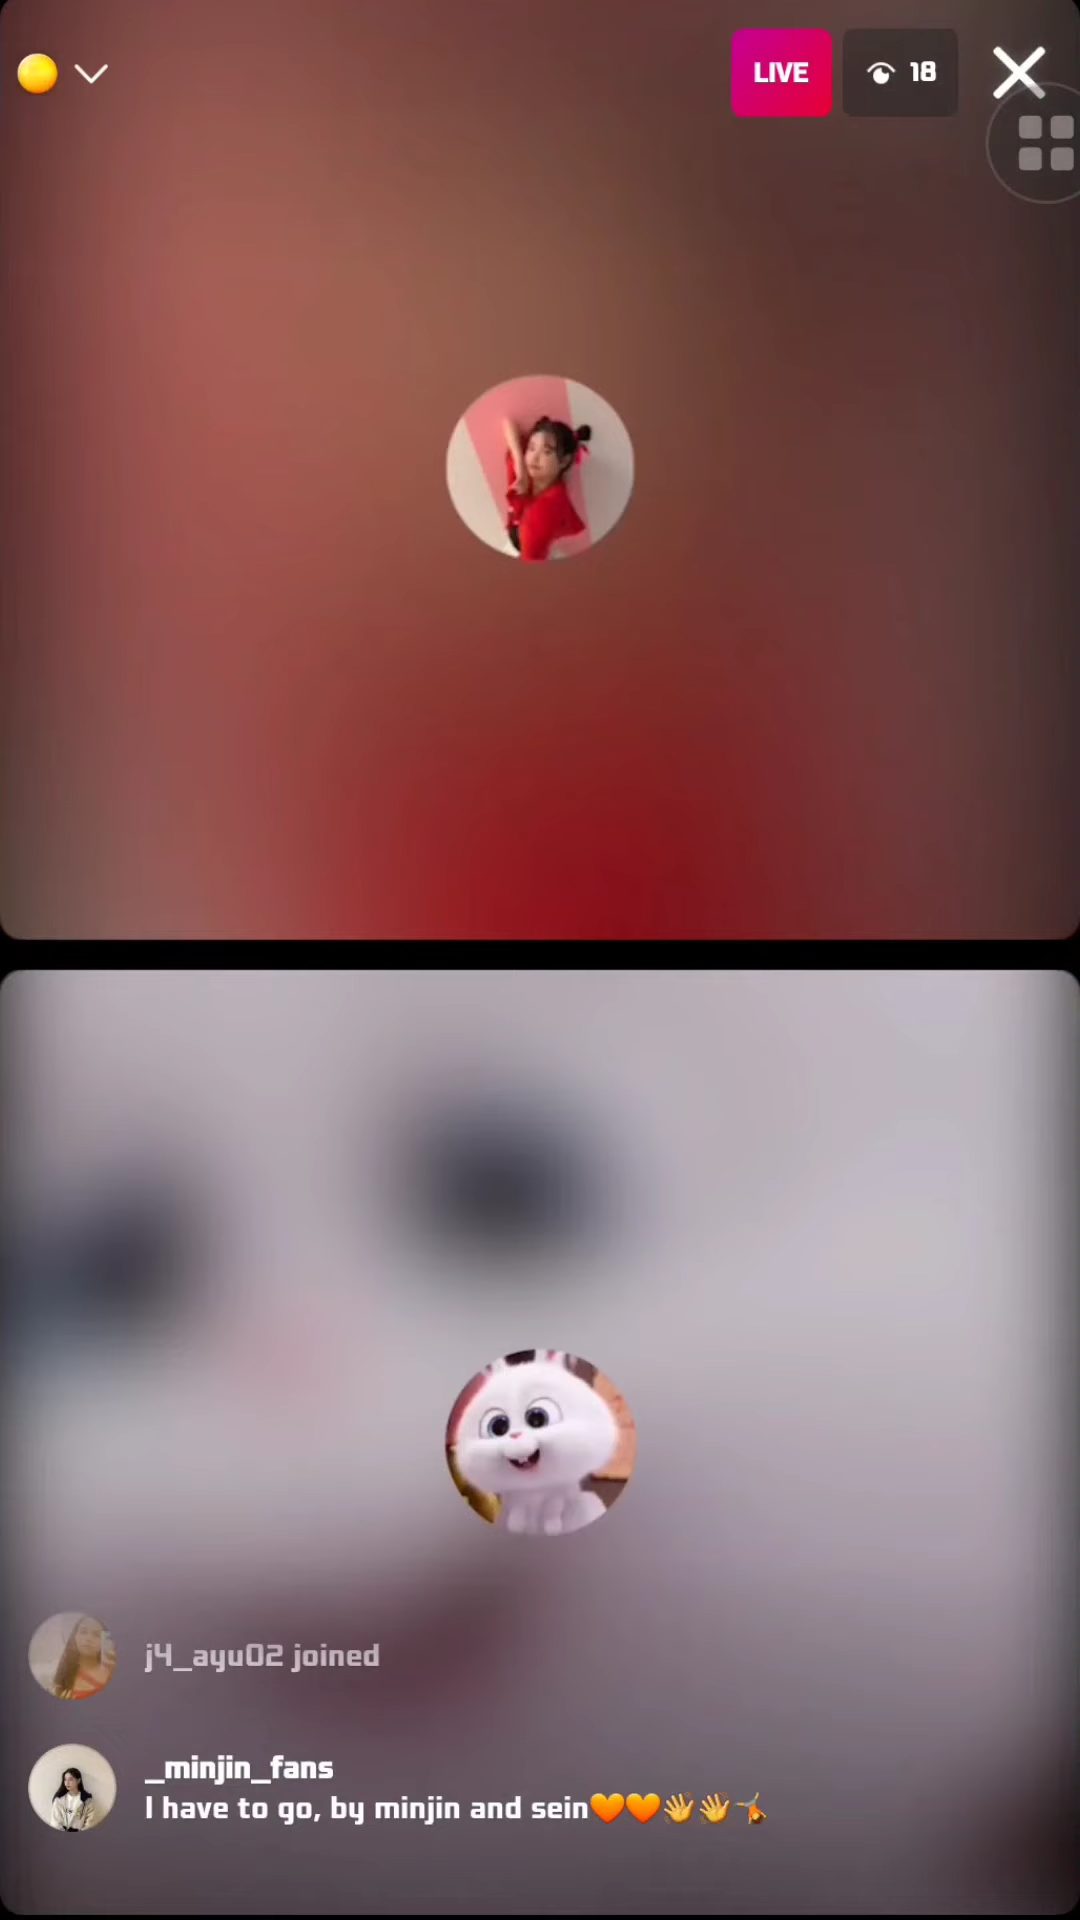 LIVE
18
j4_ayu02 joined
_minjin_fans
I have to go, by minjin and sein🧡🧡👋👋🤸